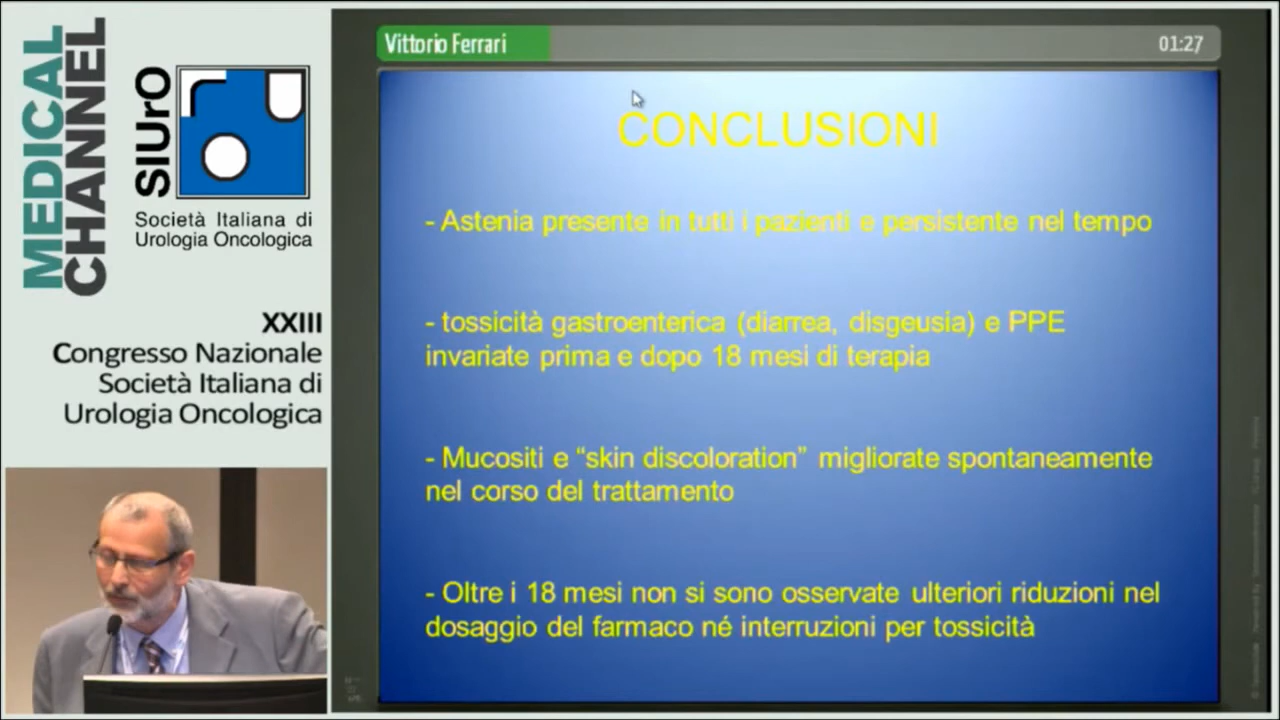 MEDICAL
CHANNEL
SIUrO
Società Italiana di
Urologia Oncologica
XXIII
Congresso Nazionale
Società Italiana di
Urologia Oncologica
Vittorio Ferrari
01:27
CONCLUSIONI
- Astenia presente in tutti i pazienti e persistente nel tempo
- tossicità gastroenterica (diarrea, disgeusia) e PPE
invariate prima e dopo 18 mesi di terapia
- Mucositi e “skin discoloration” migliorate spontaneamente
nel corso del trattamento
- Oltre i 18 mesi non si sono osservate ulteriori riduzioni nel
dosaggio del farmaco né interruzioni per tossicità